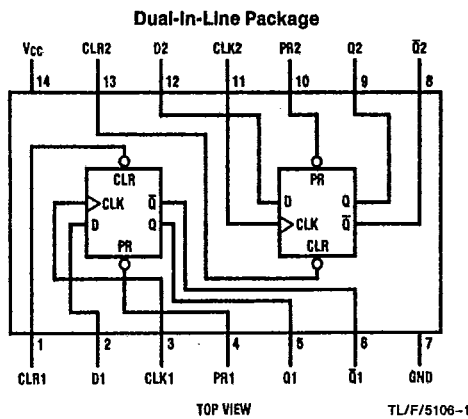 Dual-In-Line Package
VCC CLR2 D2 CLK2 PR2 Q2 Q̅2
14 13 12 11 10 9 8
CLR PR
CLK Q̅ D Q
D Q CLK Q̅
PR CLR
1 2 3 4 5 6 7
CLR1 D1 CLK1 PR1 Q1 Q̅1 GND
TOP VIEW TL/F/5106-1